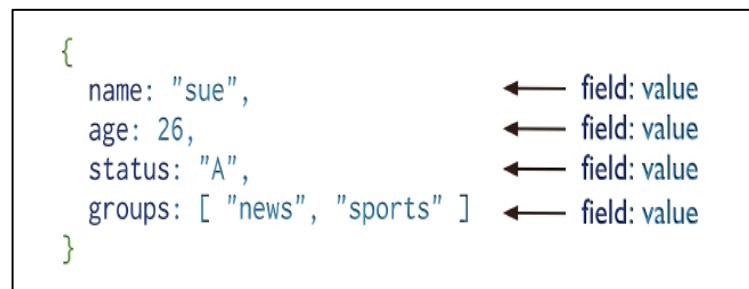 {
name: "sue", field: value
age: 26, field: value
status: "A", field: value
groups: [ "news", "sports" ] field: value
}